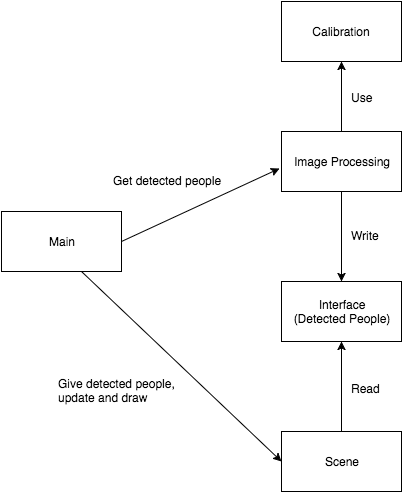 Calibration
Use
Image Processing
Get detected people
Main
Write
Interface
(Detected People)
Give detected people,
update and draw
Read
Scene